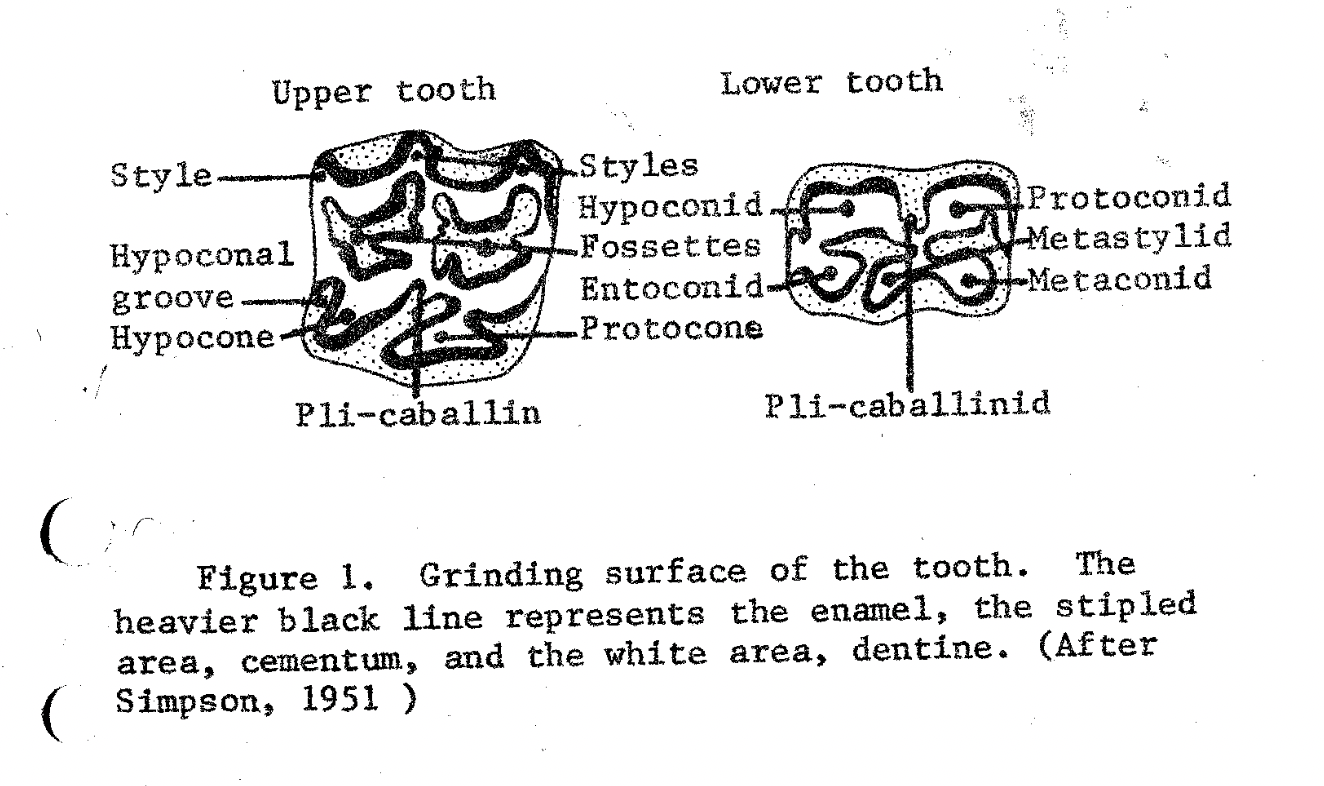 Upper tooth
Lower tooth
Style
Styles
Hypoconid
Protoconid
Hypoconal
groove
Fossettes
Metastylid
Entoconid
Metaconid
Hypocone
Protocone
Pli-caballin
Pli-caballinid
Figure 1. Grinding surface of the tooth. The
heavier black line represents the enamel, the stipled
area, cementum, and the white area, dentine. (After
Simpson, 1951 )